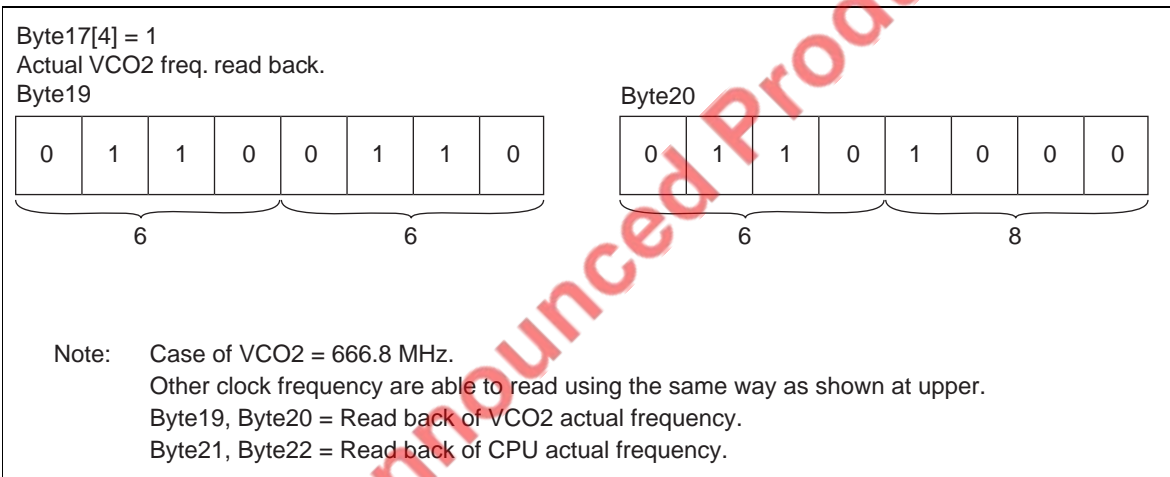 Byte17[4] = 1
Actual VCO2 freq. read back.
Byte19
Byte20
0 1 1 0 0 1 1 0
0 1 1 0 1 0 0 0
6 6 6 8
Note: Case of VCO2 = 666.8 MHz.
Other clock frequency are able to read using the same way as shown at upper.
Byte19, Byte20 = Read back of VCO2 actual frequency.
Byte21, Byte22 = Read back of CPU actual frequency.